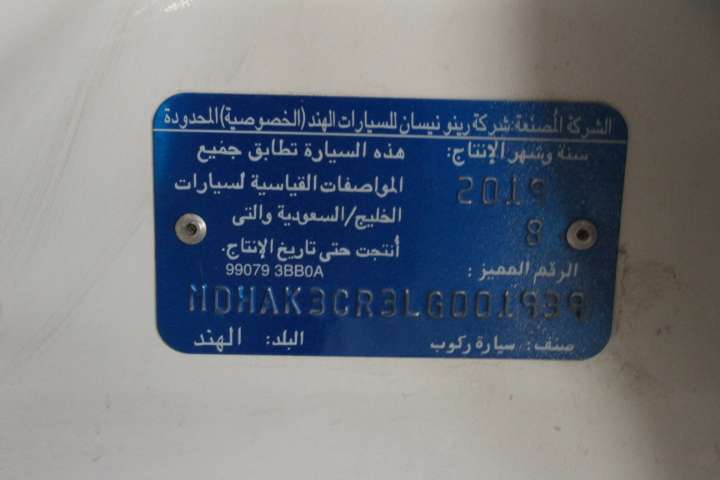 الشركة المصنعة: شركة رينو نيسان للسيارات الهند (الخصوصية) المحدودة
سنة وشهر الإنتاج:
2019
8
هذه السيارة تطابق جميع
المواصفات القياسية لسيارات
الخليج/السعودية والتى
أنتجت حتى تاريخ الإنتاج.
99079 3BB0A
الرقم المميز :
MDHAK3CR3LG001939
صنف: سيارة ركوب
البلد: الهند